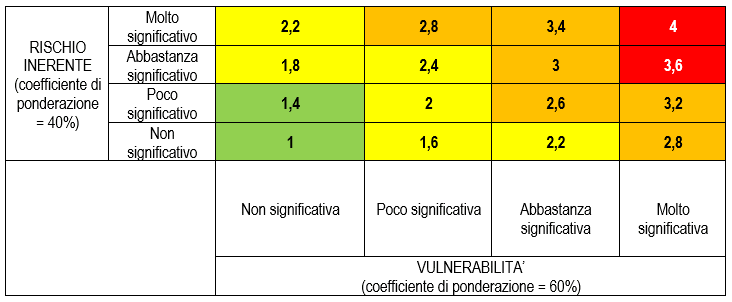 RISCHIO
INERENTE
(coefficiente di
ponderazione
= 40%)
Molto
significativo
2,2
2,8
3,4
4
Abbastanza
significativo
1,8
2,4
3
3,6
Poco
significativo
1,4
2
2,6
3,2
Non
significativo
1
1,6
2,2
2,8
Non significativa
Poco significativa
Abbastanza
significativa
Molto
significativa
VULNERABILITA’
(coefficiente di ponderazione = 60%)